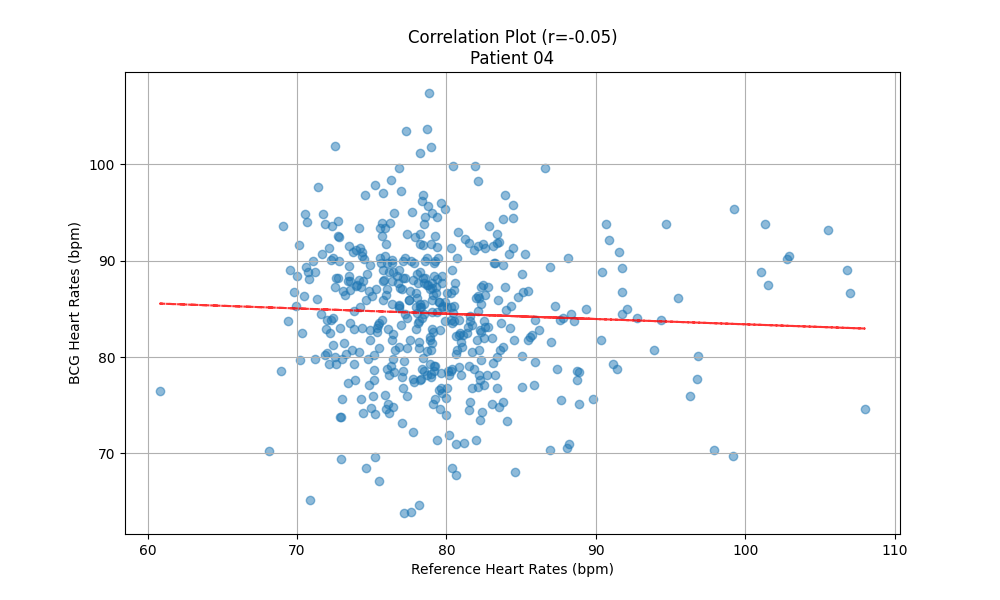 Correlation Plot (r=-0.05)
Patient 04
BCG Heart Rates (bpm)
100
90
80
70
60
70
80
90
100
110
Reference Heart Rates (bpm)